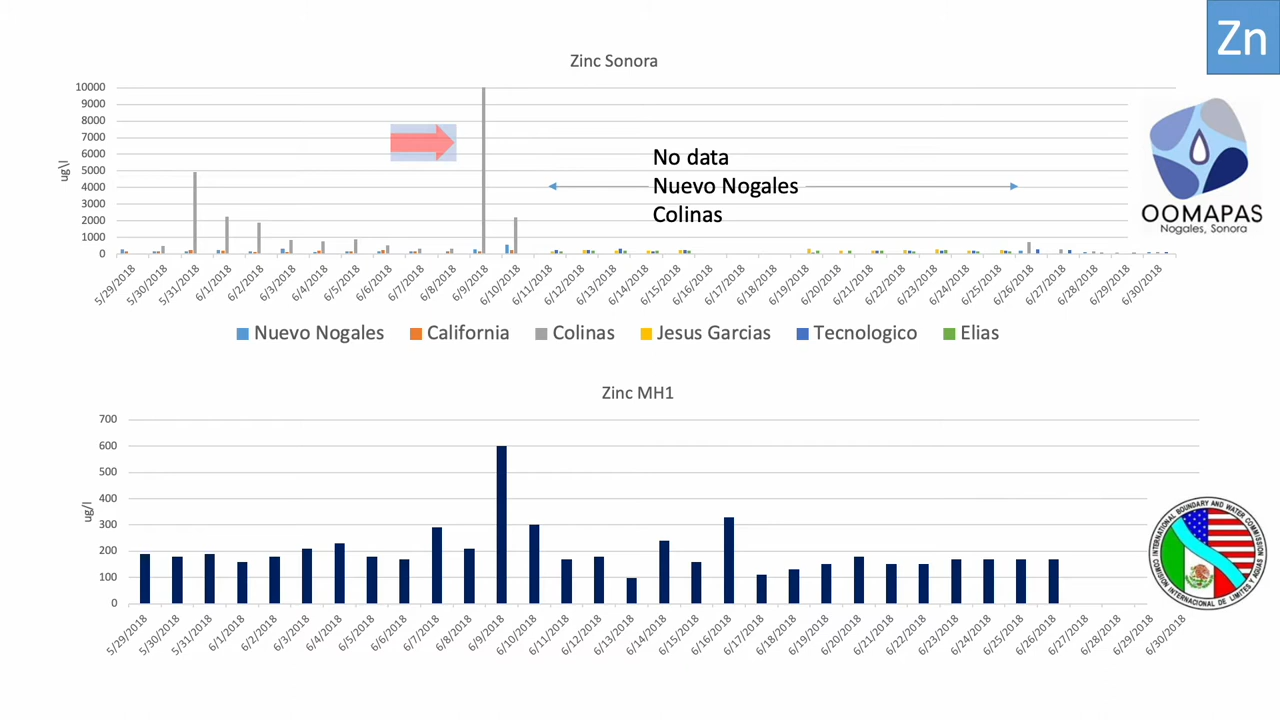 Zn
Zinc Sonora
10000
9000
8000
7000
6000
5000
4000
3000
2000
1000
0
ug\l
No data
Nuevo Nogales
Colinas
5/29/2018 5/30/2018 5/31/2018 6/1/2018 6/2/2018 6/3/2018 6/4/2018 6/5/2018 6/6/2018 6/7/2018 6/8/2018 6/9/2018 6/10/2018 6/11/2018 6/12/2018 6/13/2018 6/14/2018 6/15/2018 6/16/2018 6/17/2018 6/18/2018 6/19/2018 6/20/2018 6/21/2018 6/22/2018 6/23/2018 6/24/2018 6/25/2018 6/26/2018 6/27/2018 6/28/2018 6/29/2018 6/30/2018
OOMAPAS
Nogales, Sonora
Nuevo Nogales California Colinas Jesus Garcias Tecnologico Elias
Zinc MH1
700
600
500
400
300
200
100
0
ug/l
5/29/2018 5/30/2018 5/31/2018 6/1/2018 6/2/2018 6/3/2018 6/4/2018 6/5/2018 6/6/2018 6/7/2018 6/8/2018 6/9/2018 6/10/2018 6/11/2018 6/12/2018 6/13/2018 6/14/2018 6/15/2018 6/16/2018 6/17/2018 6/18/2018 6/19/2018 6/20/2018 6/21/2018 6/22/2018 6/23/2018 6/24/2018 6/25/2018 6/26/2018 6/27/2018 6/28/2018 6/29/2018 6/30/2018
INTERNATIONAL BOUNDARY AND WATER COMMISSION
COMISION INTERNACIONAL DE LIMITES Y AGUAS